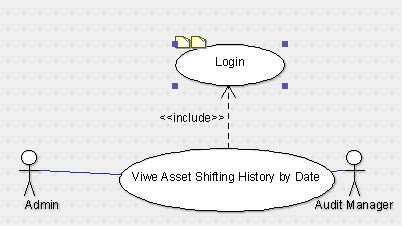 Login
<<include>>
Viwe Asset Shifting History by Date
Admin
Audit Manager